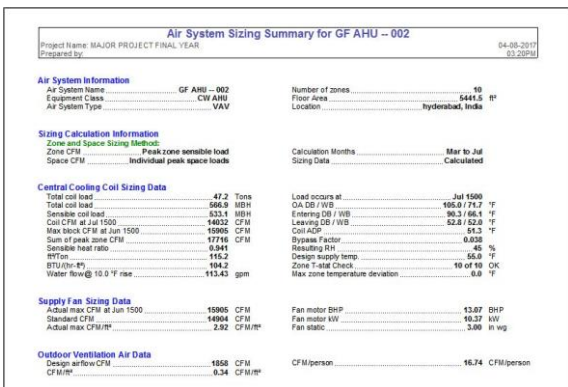 Air System Sizing Summary for GF AHU -- 002
Project Name: MAJOR PROJECT FINAL YEAR 04-08-2017
Prepared by: 03:20PM
Air System Information
Air System Name GF AHU -- 002 Number of zones 10
Equipment Class CW AHU Floor Area 5441.5 ft²
Air System Type VAV Location hyderabad, India
Sizing Calculation Information
Zone and Space Sizing Method:
Zone CFM Peak zone sensible load Calculation Months Mar to Jul
Space CFM Individual peak space loads Sizing Data Calculated
Central Cooling Coil Sizing Data
Total coil load 47.2 Tons Load occurs at Jul 1500
Total coil load 566.9 MBH OA DB / WB 105.0 / 71.7 °F
Sensible coil load 533.1 MBH Entering DB / WB 90.3 / 66.1 °F
Coil CFM at Jul 1500 14032 CFM Leaving DB / WB 52.8 / 52.0 °F
Max block CFM at Jun 1500 15905 CFM Coil ADP 51.3 °F
Sum of peak zone CFM 17716 CFM Bypass Factor 0.038
Sensible heat ratio 0.941 Resulting RH 45 %
ft²/Ton 115.2 Design supply temp. 55.0 °F
BTU/(hr-ft²) 104.2 Zone T-stat Check 10 of 10 OK
Water flow @ 10.0 °F rise 113.43 gpm Max zone temperature deviation 0.0 °F
Supply Fan Sizing Data
Actual max CFM at Jun 1500 15905 CFM Fan motor BHP 13.07 BHP
Standard CFM 14904 CFM Fan motor kW 10.37 kW
Actual max CFM/ft² 2.92 CFM/ft² Fan static 3.00 in wg
Outdoor Ventilation Air Data
Design airflow CFM 1858 CFM CFM/person 16.74 CFM/person
CFM/ft² 0.34 CFM/ft²